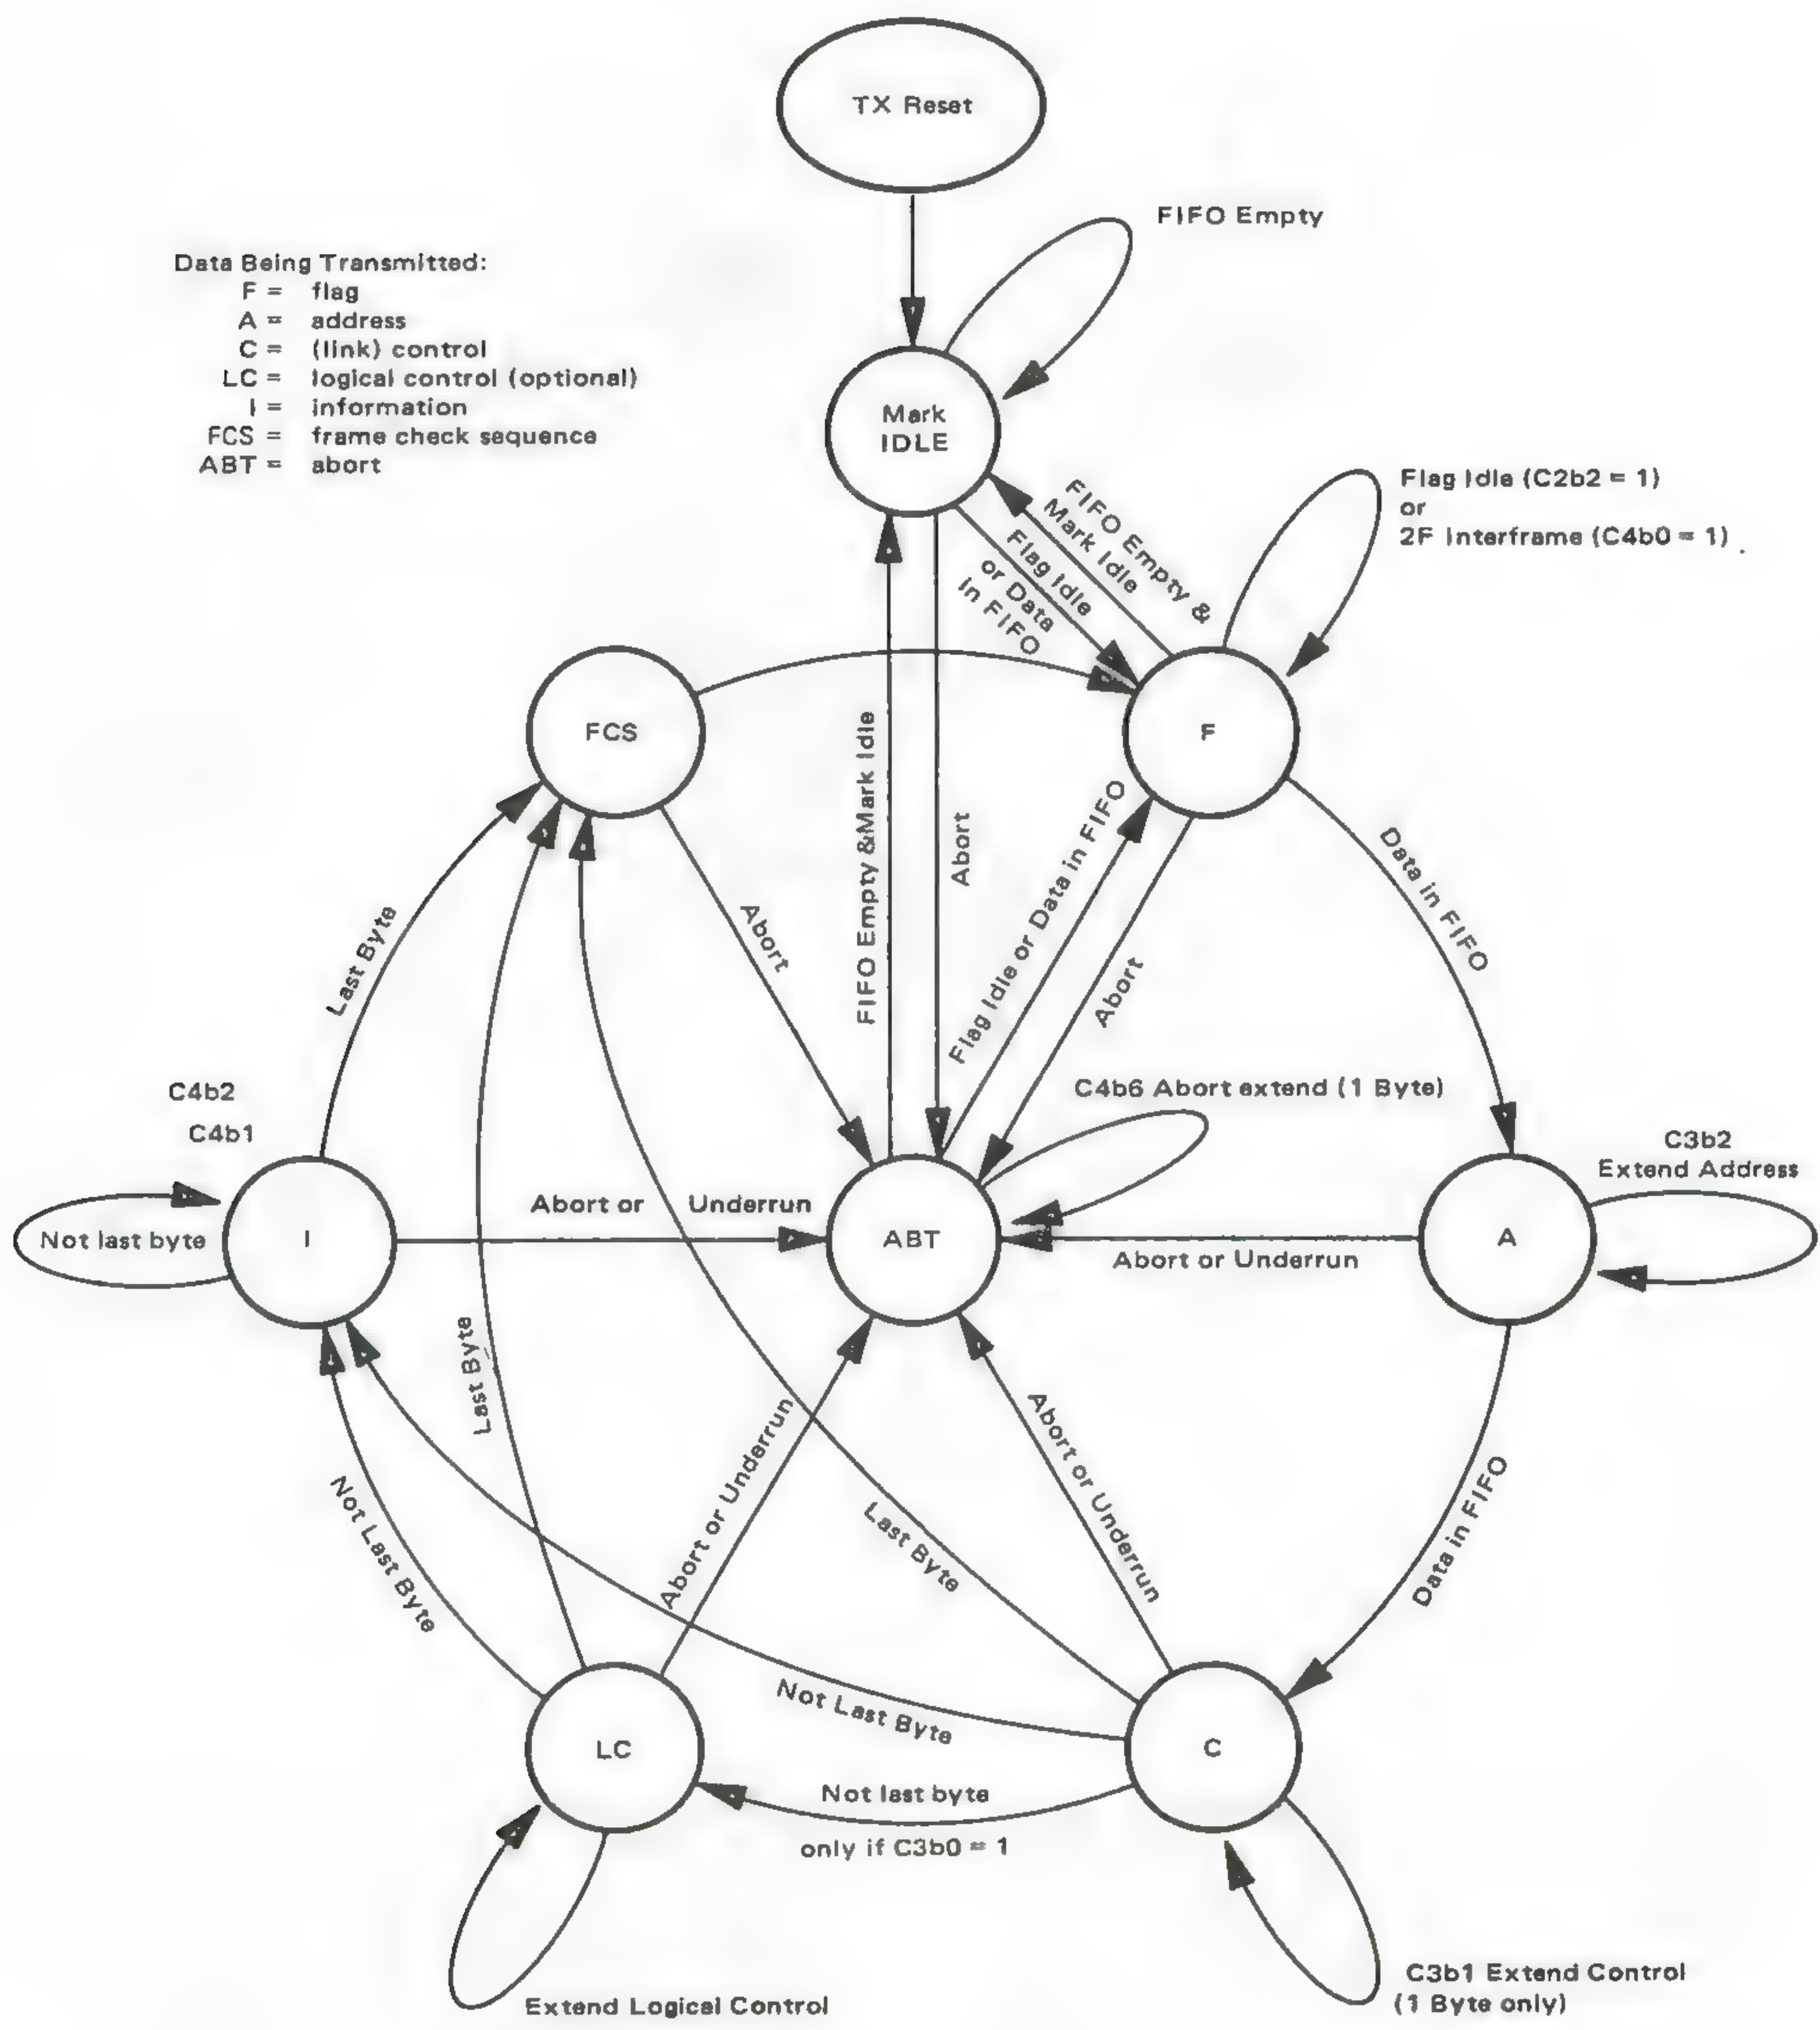 TX Reset
FIFO Empty
Data Being Transmitted:
F = flag
A = address
C = (link) control
LC = logical control (optional)
I = information
FCS = frame check sequence
ABT = abort
Mark
IDLE
Flag Idle (C2b2 = 1)
or
2F Interframe (C4b0 = 1)
FIFO Empty &
Mark Idle
Flag Idle
or Data
in FIFO
FCS
F
FIFO Empty &Mark Idle
Abort
Flag Idle or Data in FIFO
Abort
Data in FIFO
Abort
Last Byte
C4b2
C4b1
C4b6 Abort extend (1 Byte)
C3b2
Extend Address
Not last byte
I
Abort or Underrun
ABT
Abort or Underrun
A
Last Byte
Not Last Byte
Abort or Underrun
Last Byte
Abort or Underrun
Data in FIFO
Not Last Byte
LC
C
Not last byte
only if C3b0 = 1
Extend Logical Control
C3b1 Extend Control
(1 Byte only)